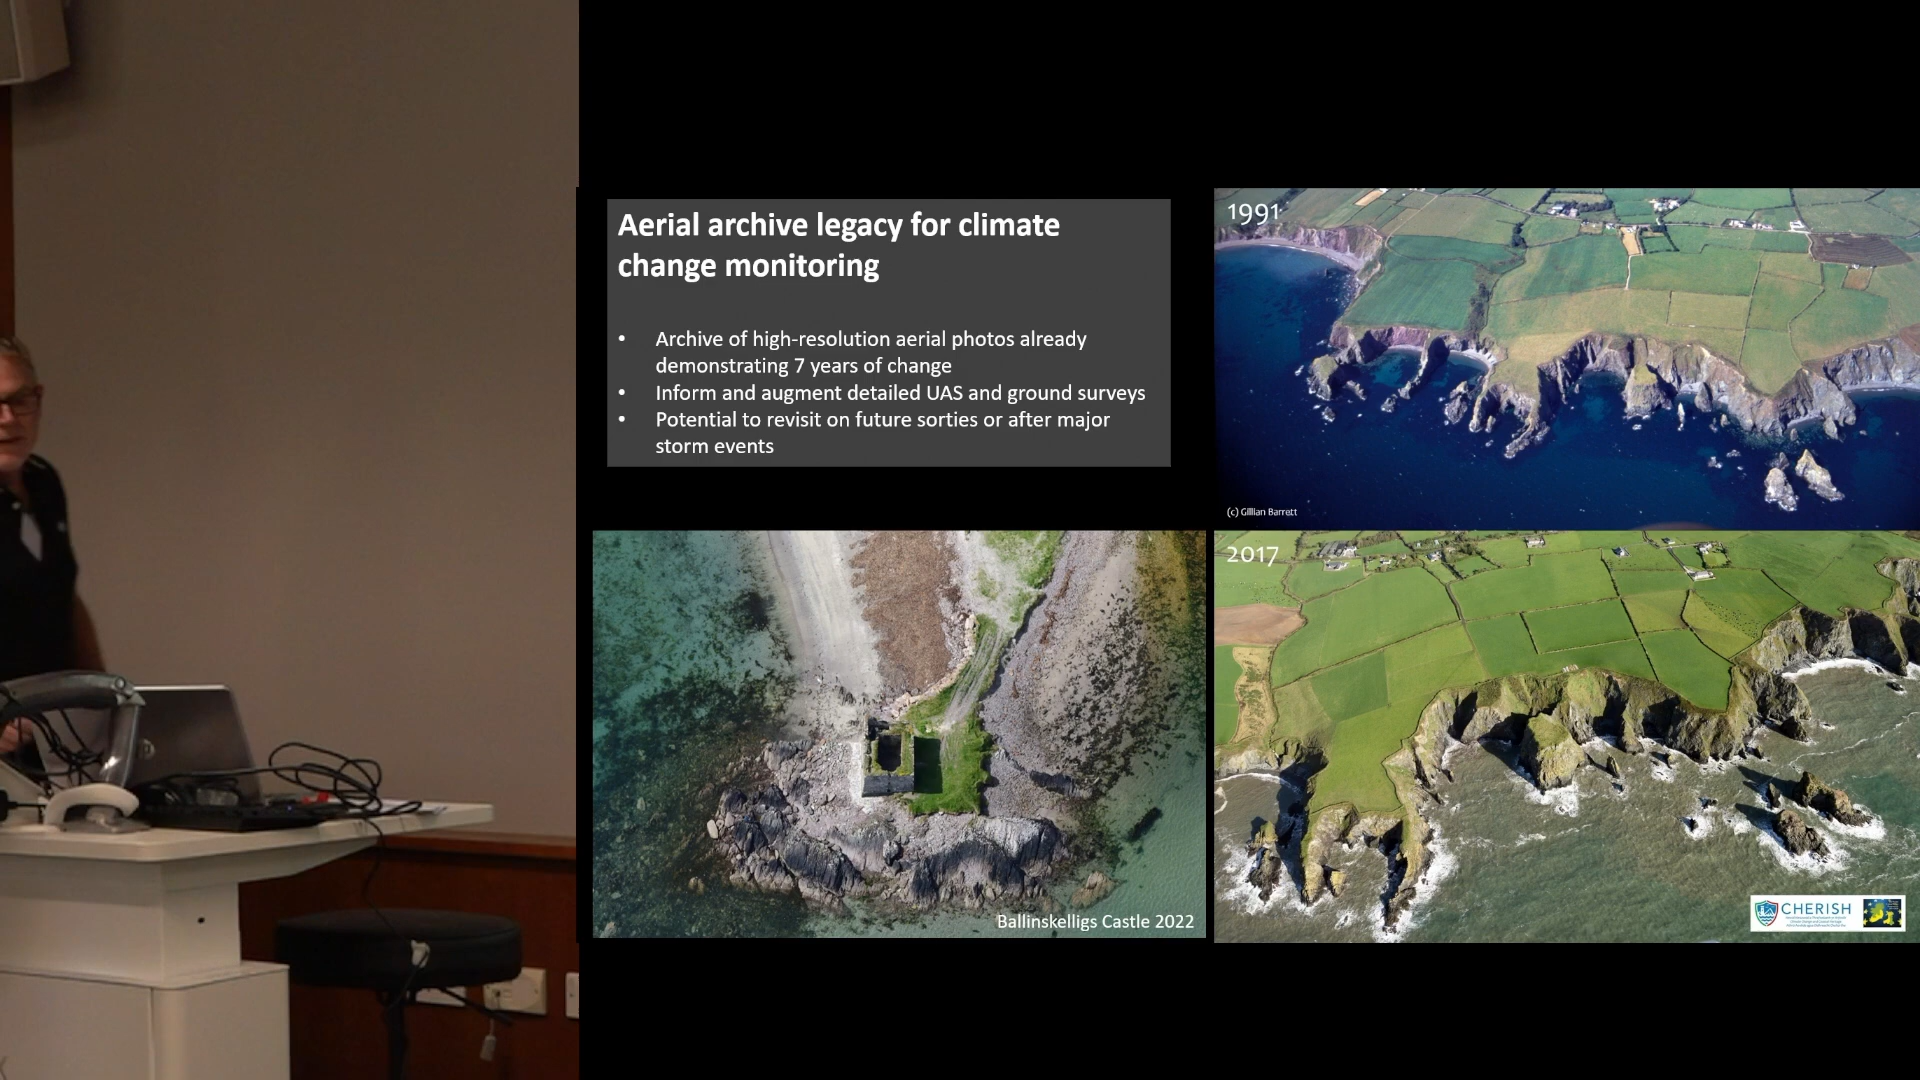 Aerial archive legacy for climate
change monitoring
• Archive of high-resolution aerial photos already
demonstrating 7 years of change
• Inform and augment detailed UAS and ground surveys
• Potential to revisit on future sorties or after major
storm events
1991
(c) Gillian Barrett
Ballinskelligs Castle 2022
2017
CHERISH